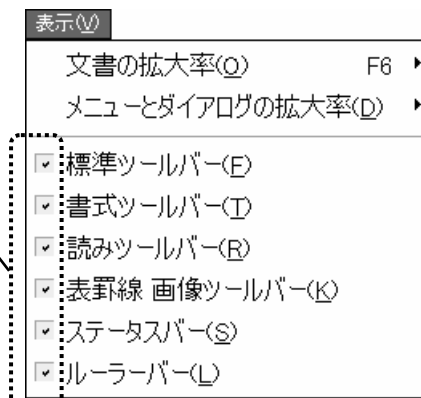 表示(V)
文書の拡大率(O) F6
メニューとダイアログの拡大率(D)
標準ツールバー(F)
書式ツールバー(T)
読みツールバー(R)
表罫線 画像ツールバー(K)
ステータスバー(S)
ルーラーバー(L)